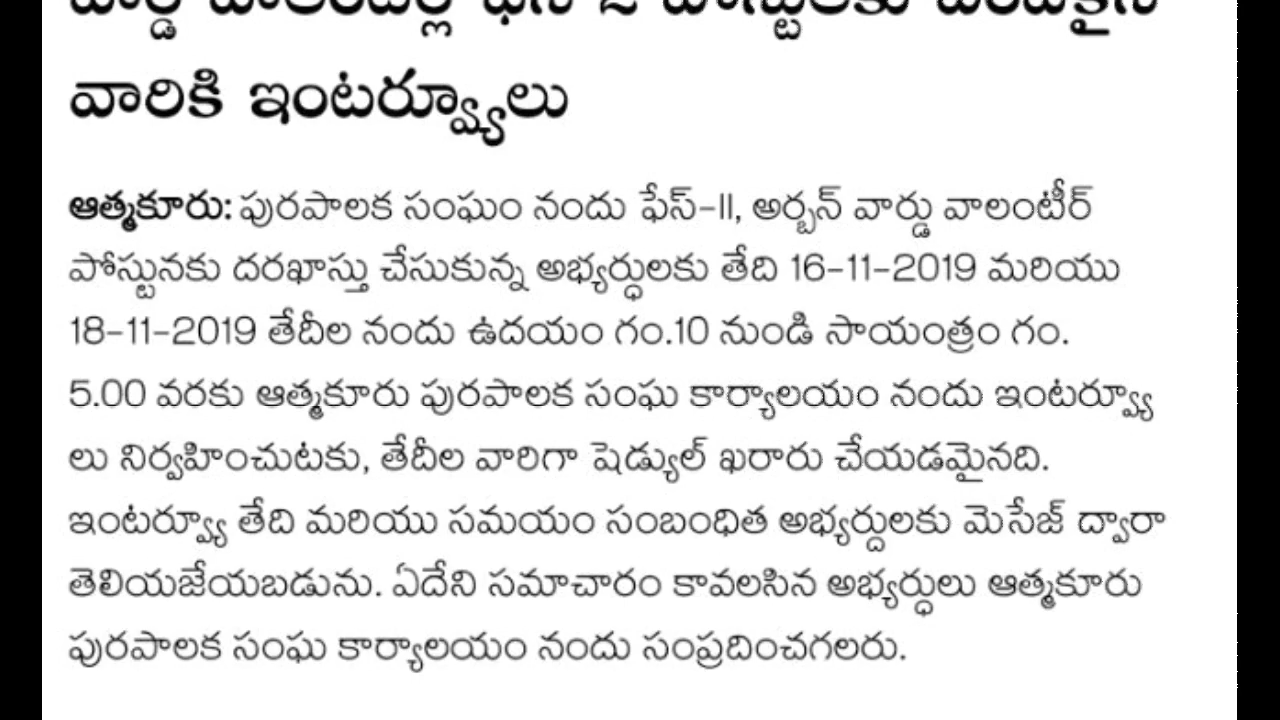 వారికి ఇంటర్వ్యూలు
ఆత్మకూరు: పురపాలక సంఘం నందు ఫేస్-II, అర్బన్ వార్డు వాలంటీర్
పోస్టునకు దరఖాస్తు చేసుకున్న అభ్యర్ధులకు తేది 16-11-2019 మరియు
18-11-2019 తేదీల నందు ఉదయం గం.10 నుండి సాయంత్రం గం.
5.00 వరకు ఆత్మకూరు పురపాలక సంఘ కార్యాలయం నందు ఇంటర్వ్యూ
లు నిర్వహించుటకు, తేదీల వారిగా షెడ్యుల్ ఖరారు చేయడమైనది.
ఇంటర్వ్యూ తేది మరియు సమయం సంబంధిత అభ్యర్దులకు మెసేజ్ ద్వారా
తెలియజేయబడును. ఏదేని సమాచారం కావలసిన అభ్యర్ధులు ఆత్మకూరు
పురపాలక సంఘ కార్యాలయం నందు సంప్రదించగలరు.